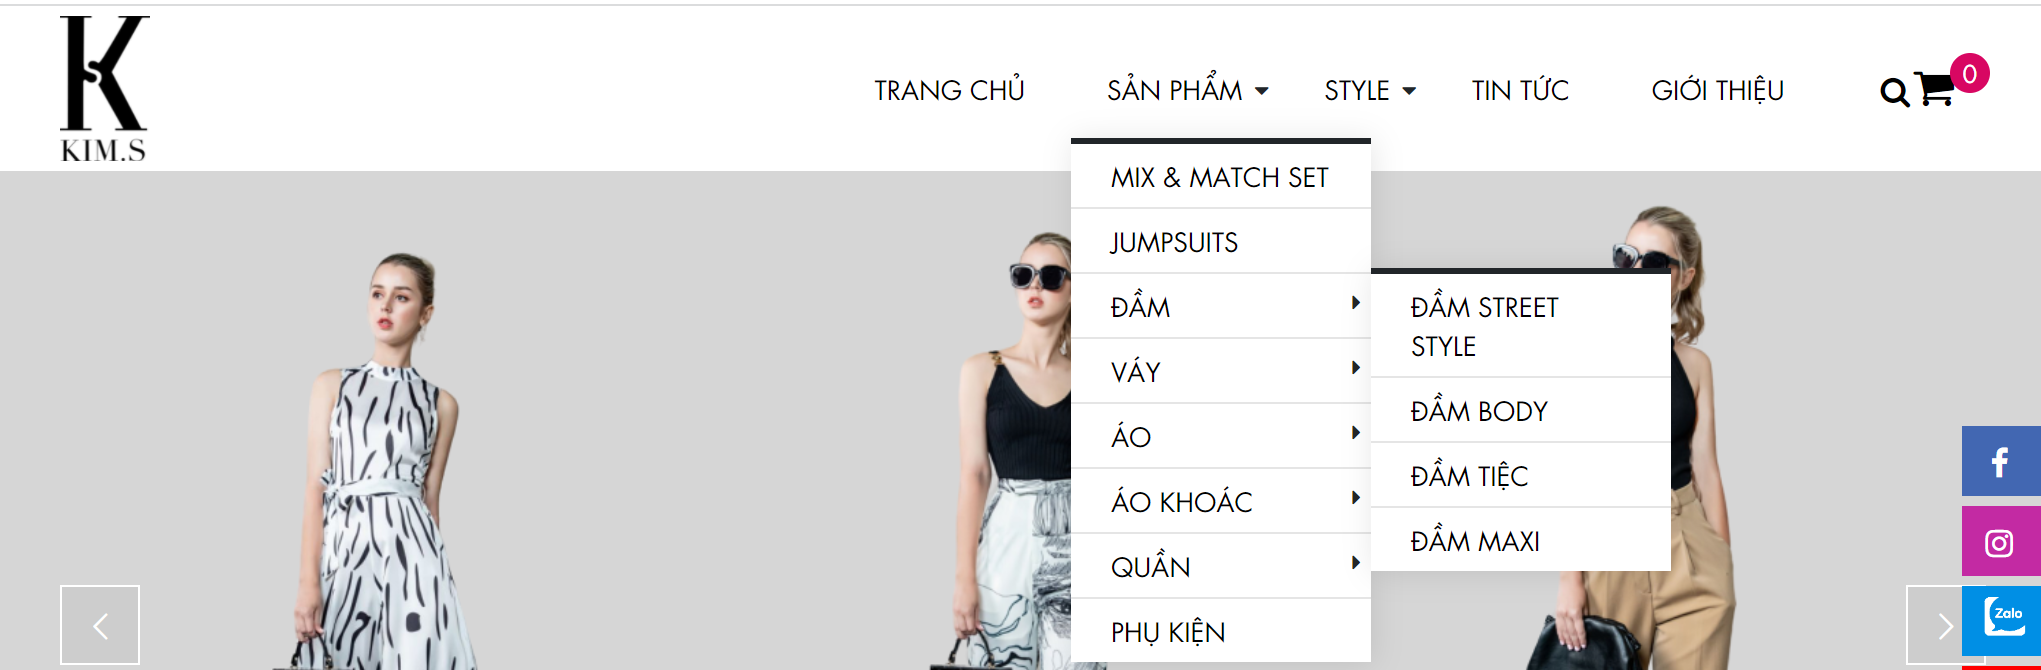 K
S
KIM.S
TRANG CHỦ
SẢN PHẨM
STYLE
TIN TỨC
GIỚI THIỆU
0
MIX & MATCH SET
JUMPSUITS
ĐẦM
VÁY
ÁO
ÁO KHOÁC
QUẦN
PHỤ KIỆN
ĐẦM STREET
STYLE
ĐẦM BODY
ĐẦM TIỆC
ĐẦM MAXI
Zalo